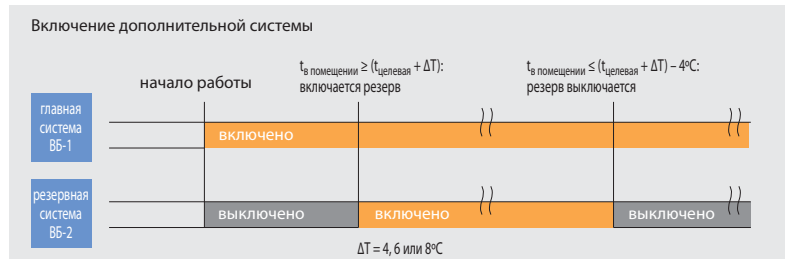 Включение дополнительной системы
tв помещении ≥ (tцелевая + ΔT):
включается резерв
tв помещении ≤ (tцелевая + ΔT) – 4ºC:
резерв выключается
начало работы
главная
система
ВБ-1
включено
резервная
система
ВБ-2
выключено
включено
выключено
ΔT = 4, 6 или 8ºC